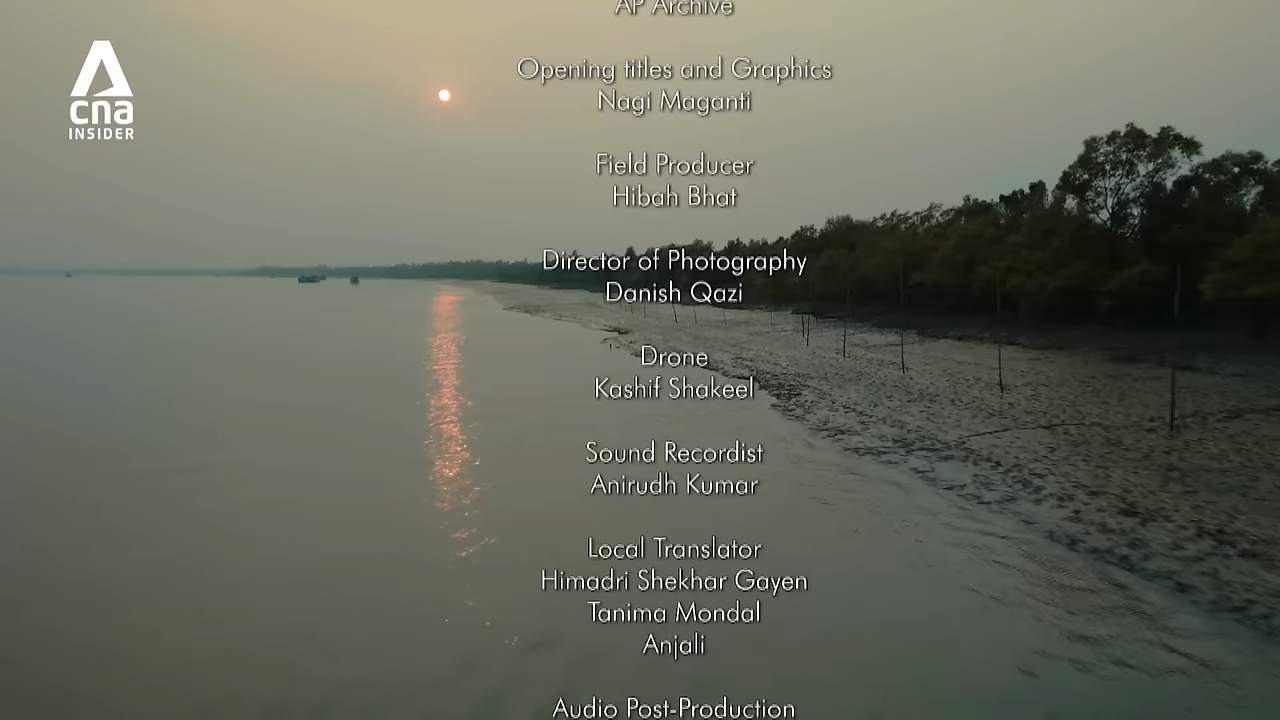 AP Archive
cna
INSIDER
Opening titles and Graphics
Nagi Maganti
Field Producer
Hibah Bhat
Director of Photography
Danish Qazi
Drone
Kashif Shakeel
Sound Recordist
Anirudh Kumar
Local Translator
Himadri Shekhar Gayen
Tanima Mondal
Anjali
Audio Post-Production